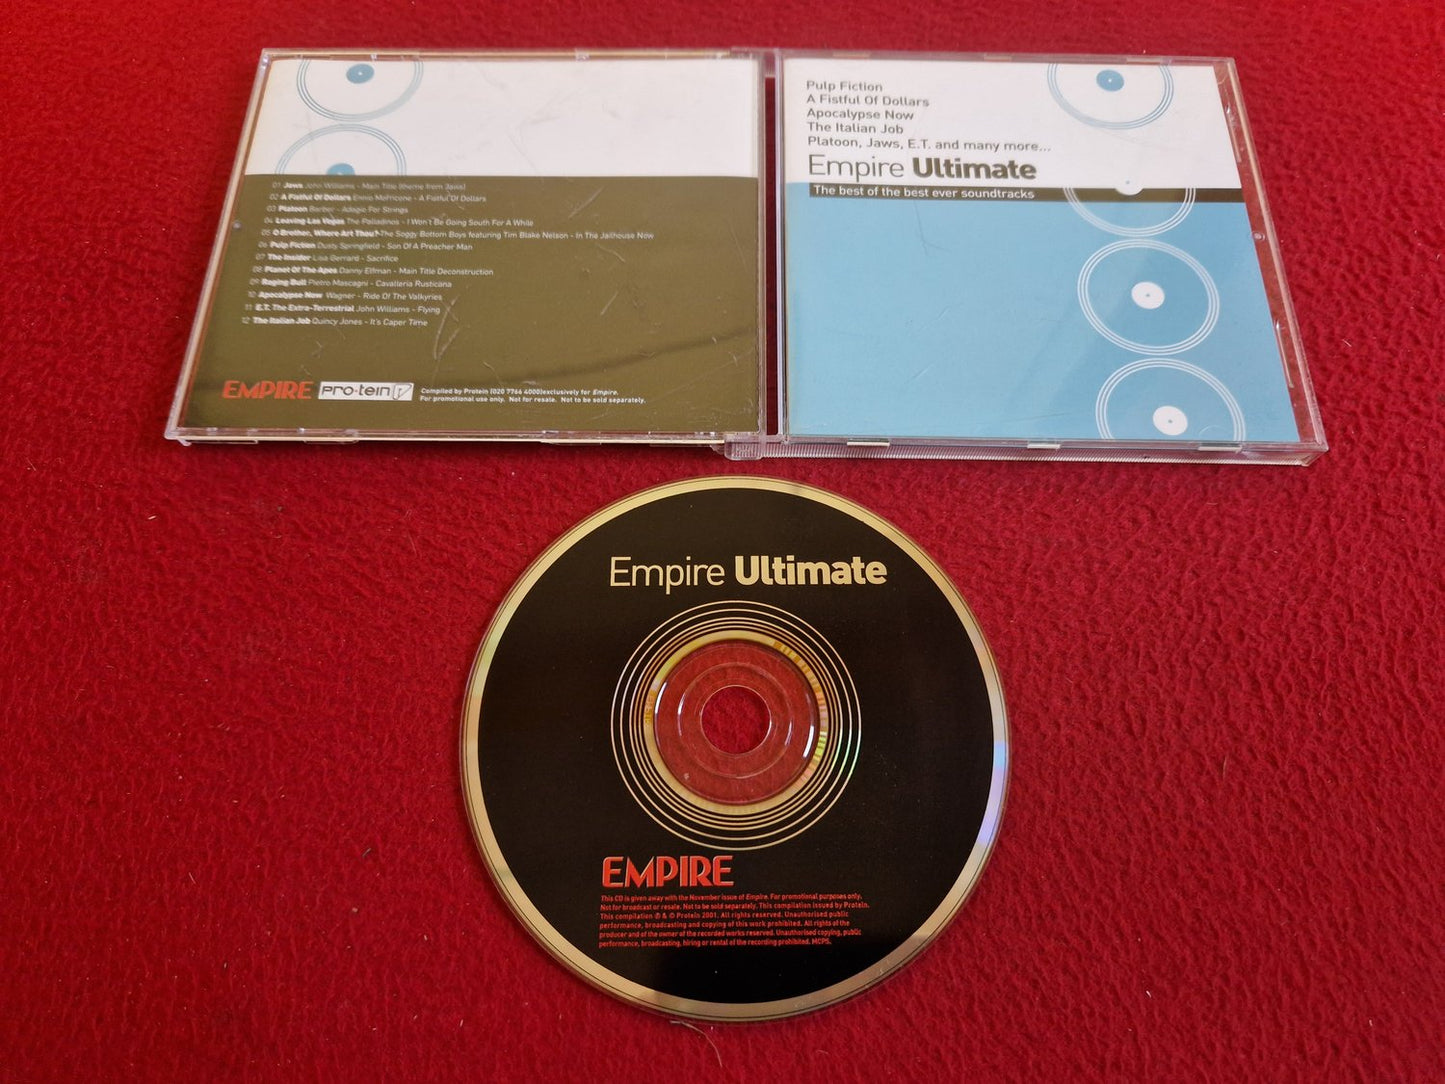 01 Jaws John Williams - Main Title (theme from Jaws)
02 A Fistful Of Dollars Ennio Morricone - A Fistful Of Dollars
03 Platoon Barber - Adagio For Strings
04 Leaving Las Vegas The Palladinos - I Won't Be Going South For A While
05 O Brother, Where Art Thou? The Soggy Bottom Boys featuring Tim Blake Nelson - In The Jailhouse Now
06 Pulp Fiction Dusty Springfield - Son Of A Preacher Man
07 The Insider Lisa Gerrard - Sacrifice
08 Planet Of The Apes Danny Elfman - Main Title Deconstruction
09 Raging Bull Pietro Mascagni - Cavalleria Rusticana
10 Apocalypse Now Wagner - Ride Of The Valkyries
11 E.T. The Extra-Terrestrial John Williams - Flying
12 The Italian Job Quincy Jones - It's Caper Time
EMPIRE pro-tein
Compiled by Protein (020 7766 4000) exclusively for Empire.
For promotional use only. Not for resale. Not to be sold separately.
Pulp Fiction
A Fistful Of Dollars
Apocalypse Now
The Italian Job
Platoon, Jaws, E.T. and many more...
Empire Ultimate
The best of the best ever soundtracks
Empire Ultimate
EMPIRE
This CD is given away with the November issue of Empire. For promotional purposes only.
Not for broadcast or resale. Not to be sold separately. This compilation issued by Protein.
This compilation ℗ & © Protein 2001. All rights reserved. Unauthorised public
performance, broadcasting and copying of this work prohibited. All rights of the
producer and of the owner of the recorded works reserved. Unauthorised copying, public
performance, broadcasting, hiring or rental of the recording prohibited. MCPS.